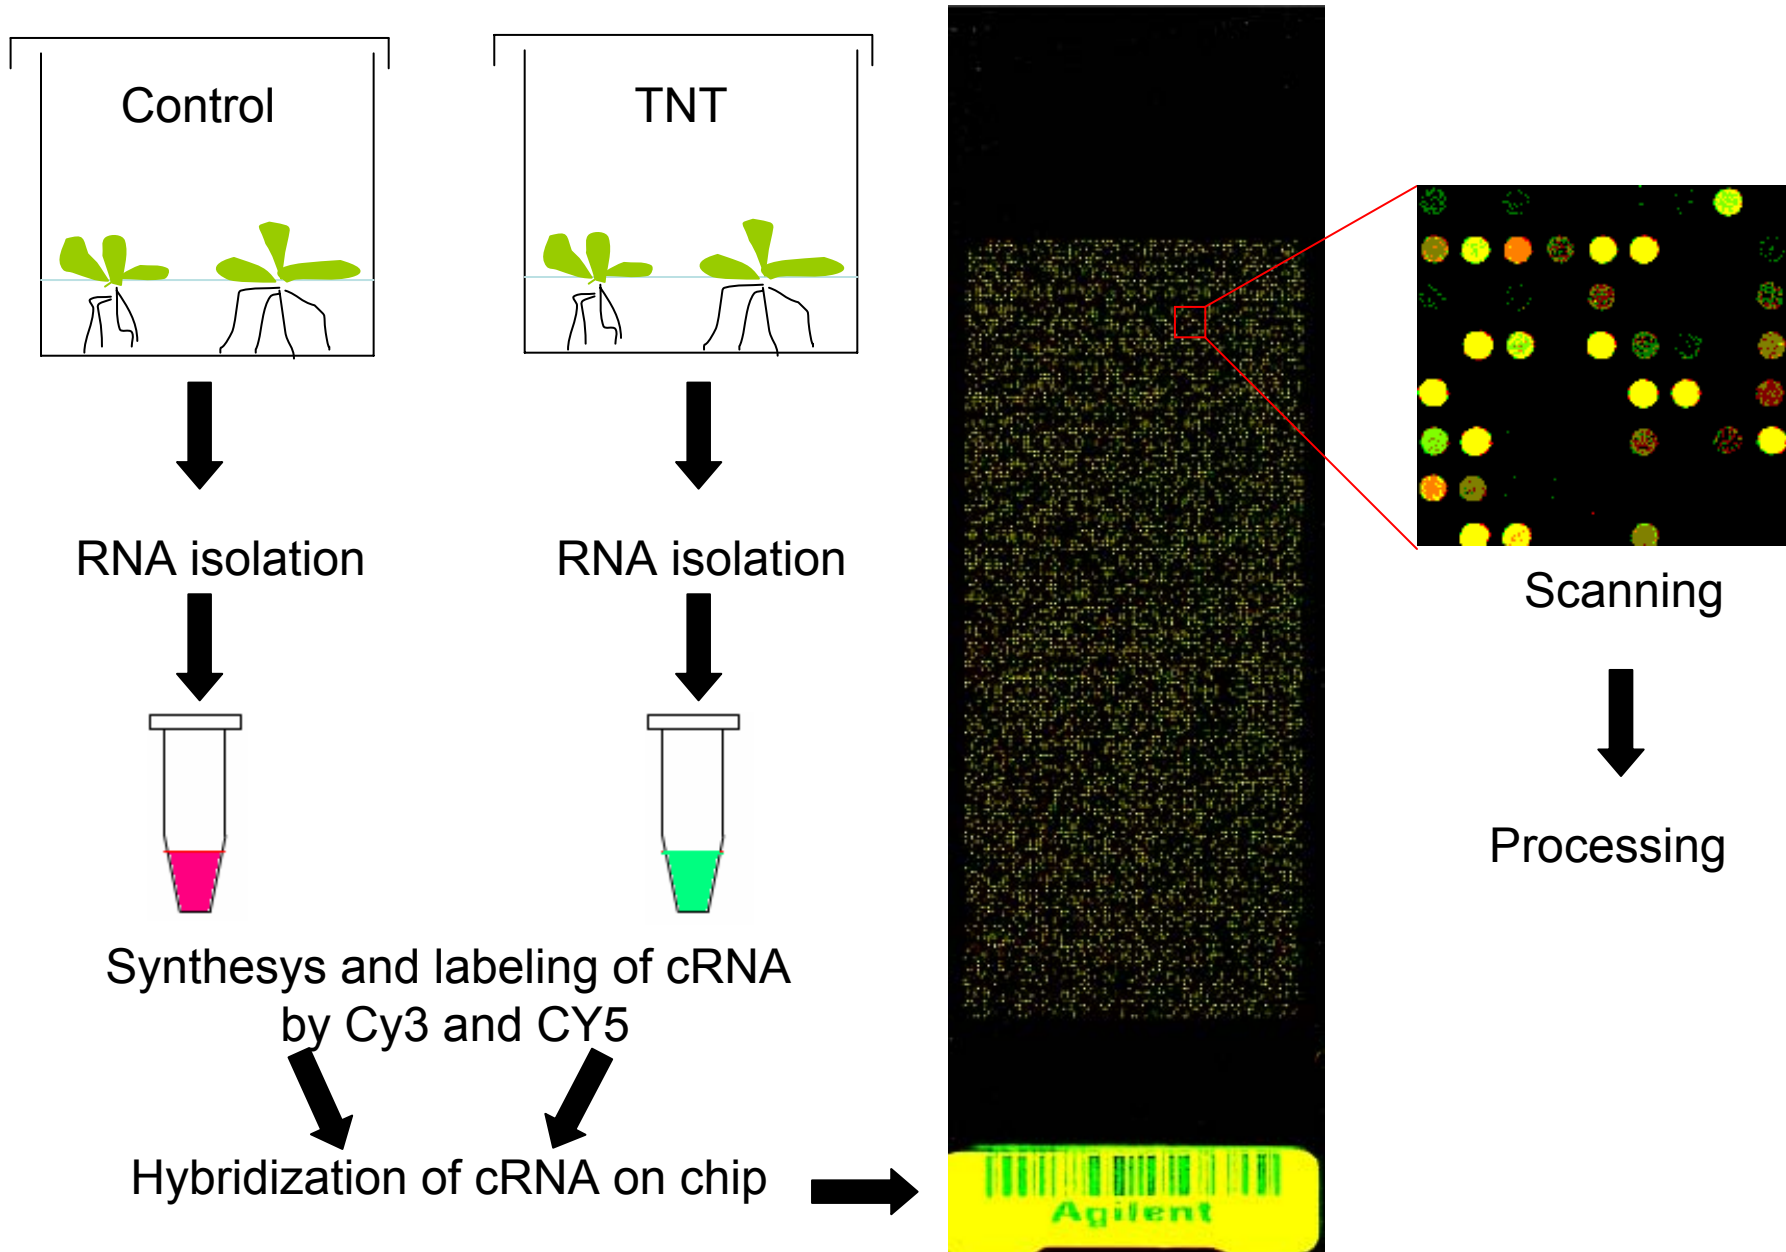 Control
TNT
RNA isolation
RNA isolation
Synthesys and labeling of cRNA
by Cy3 and CY5
Hybridization of cRNA on chip
Agilent
Scanning
Processing